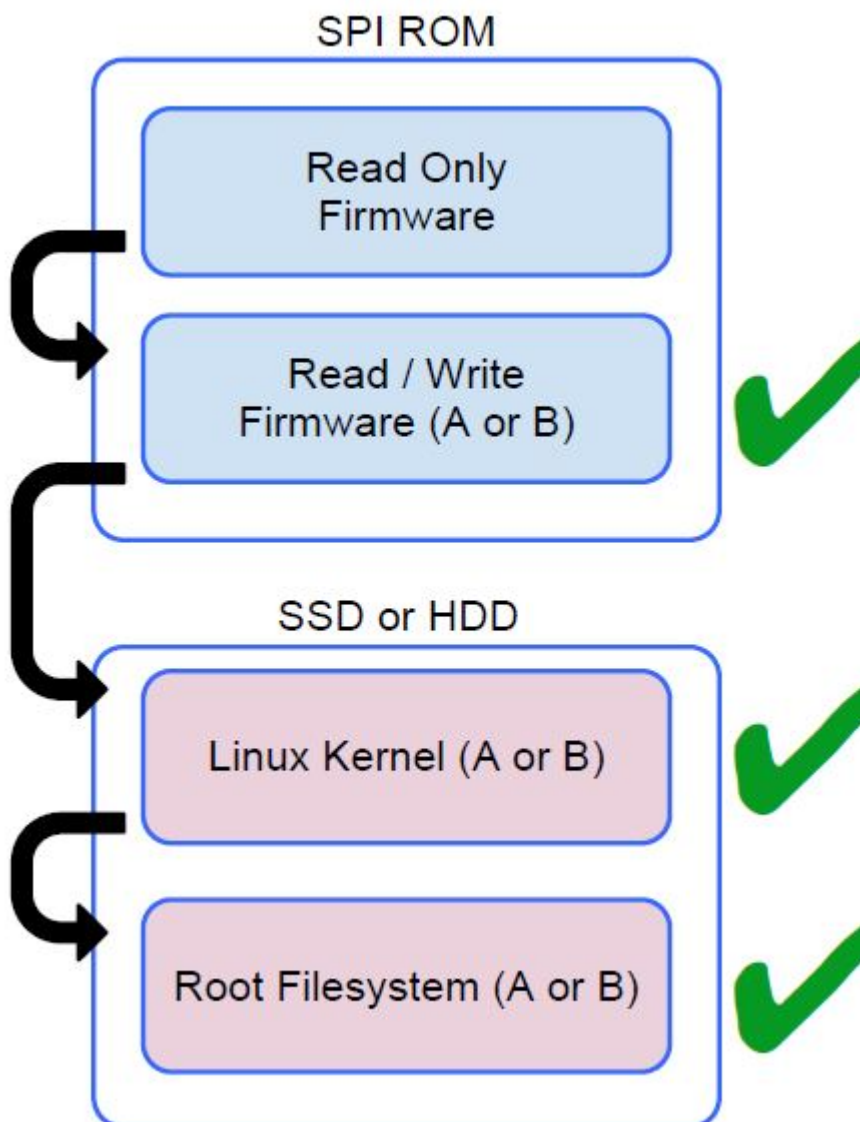 SPI ROM
Read Only
Firmware
Read / Write
Firmware (A or B)
SSD or HDD
Linux Kernel (A or B)
Root Filesystem (A or B)